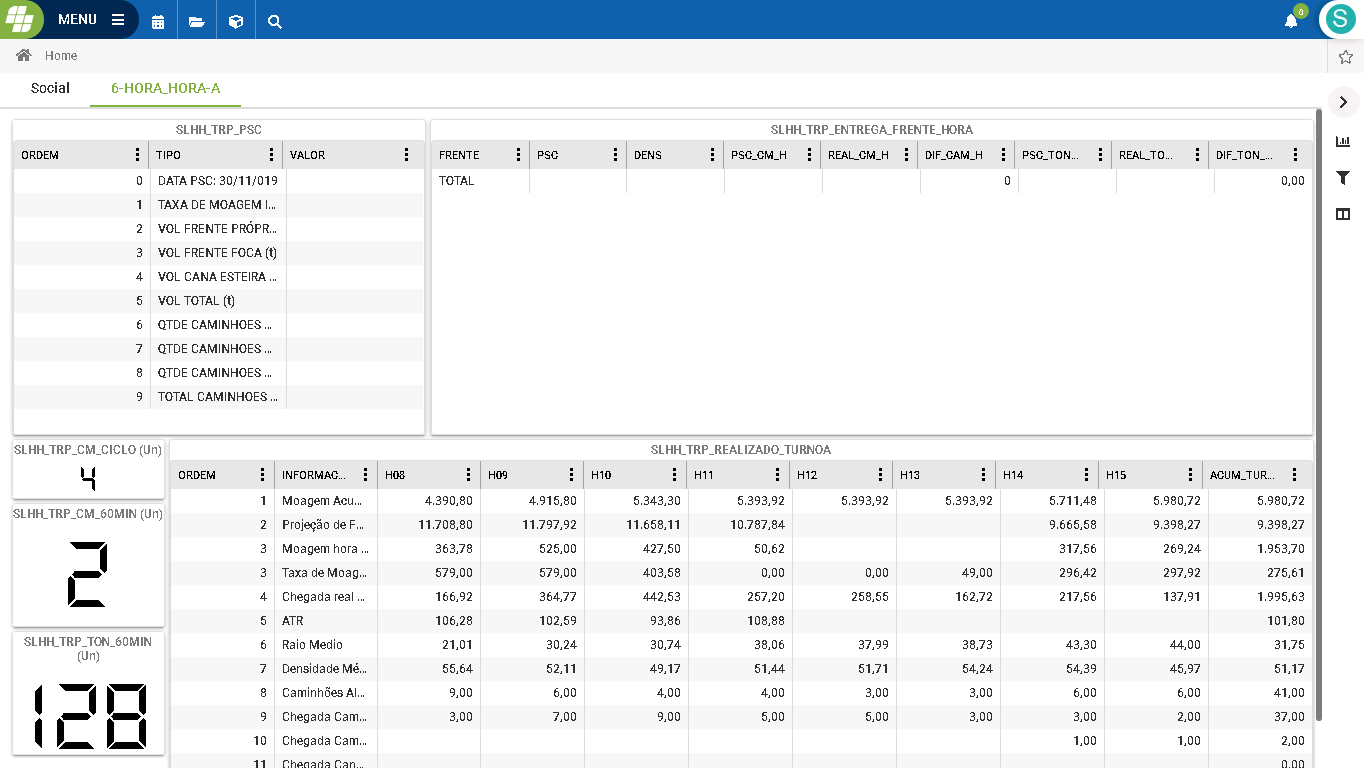 MENU
0
S
Home
Social 6-HORA_HORA-A
SLHH_TRP_PSC
ORDEM TIPO VALOR
0 DATA PSC: 30/11/019
1 TAXA DE MOAGEM I...
2 VOL FRENTE PRÓPR...
3 VOL FRENTE FOCA (t)
4 VOL CANA ESTEIRA ...
5 VOL TOTAL (t)
6 QTDE CAMINHOES ...
7 QTDE CAMINHOES ...
8 QTDE CAMINHOES ...
9 TOTAL CAMINHOES ...
SLHH_TRP_ENTREGA_FRENTE_HORA
FRENTE PSC DENS PSC_CM_H REAL_CM_H DIF_CAM_H PSC_TON... REAL_TO... DIF_TON_...
TOTAL 0 0,00
SLHH_TRP_CM_CICLO (Un)
4
SLHH_TRP_CM_60MIN (Un)
2
SLHH_TRP_TON_60MIN
(Un)
128
SLHH_TRP_REALIZADO_TURNOA
ORDEM INFORMAC... H08 H09 H10 H11 H12 H13 H14 H15 ACUM_TUR...
1 Moagem Acu... 4.390,80 4.915,80 5.343,30 5.393,92 5.393,92 5.393,92 5.711,48 5.980,72 5.980,72
2 Projeção de F... 11.708,80 11.797,92 11.658,11 10.787,84 9.665,58 9.398,27 9.398,27
3 Moagem hora ... 363,78 525,00 427,50 50,62 317,56 269,24 1.953,70
3 Taxa de Moag... 579,00 579,00 403,58 0,00 0,00 49,00 296,42 297,92 275,61
4 Chegada real ... 166,92 364,77 442,53 257,20 258,55 162,72 217,56 137,91 1.995,63
5 ATR 106,28 102,59 93,86 108,88 101,80
6 Raio Medio 21,01 30,24 30,74 38,06 37,99 38,73 43,30 44,00 31,75
7 Densidade Mé... 55,64 52,11 49,17 51,44 51,71 54,24 54,39 45,97 51,17
8 Caminhões Al... 9,00 6,00 4,00 4,00 3,00 3,00 6,00 6,00 41,00
9 Chegada Cam... 3,00 7,00 9,00 5,00 5,00 3,00 3,00 2,00 37,00
10 Chegada Cam... 1,00 1,00 2,00
11 Chegada Can... 0,00